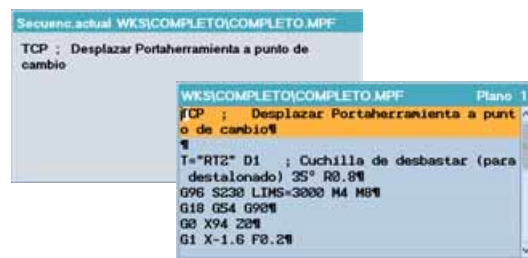 Secuenc.actual WKS\COMPLETO\COMPLETO.MPF
TCP ; Desplazar Portaherramienta a punto de
cambio
WKS\COMPLETO\COMPLETO.MPF Plano 1
TCP ; Desplazar Portaherramienta a punt
o de cambio¶
¶
T="RT2" D1 ; Cuchilla de desbastar (para
destalonado) 35° R0.8¶
G96 S230 LIMS=3000 M4 M8¶
G18 G54 G90¶
G0 X94 Z0¶
G1 X-1.6 F0.2¶